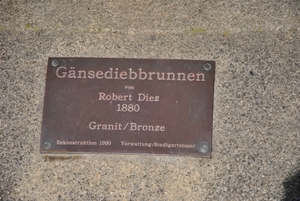 Gänsediebbrunnen
von
Robert Diez
1880
Granit/Bronze
Rekonstruktion 1990 Verwaltung: Stadtgartenamt